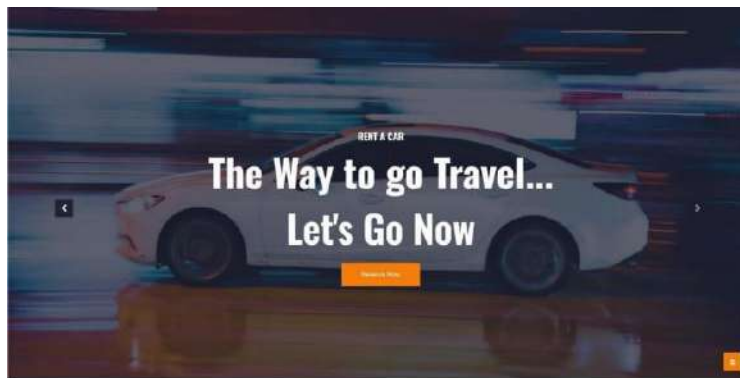 RENT A CAR
The Way to go Travel...
Let's Go Now
Reserve Now